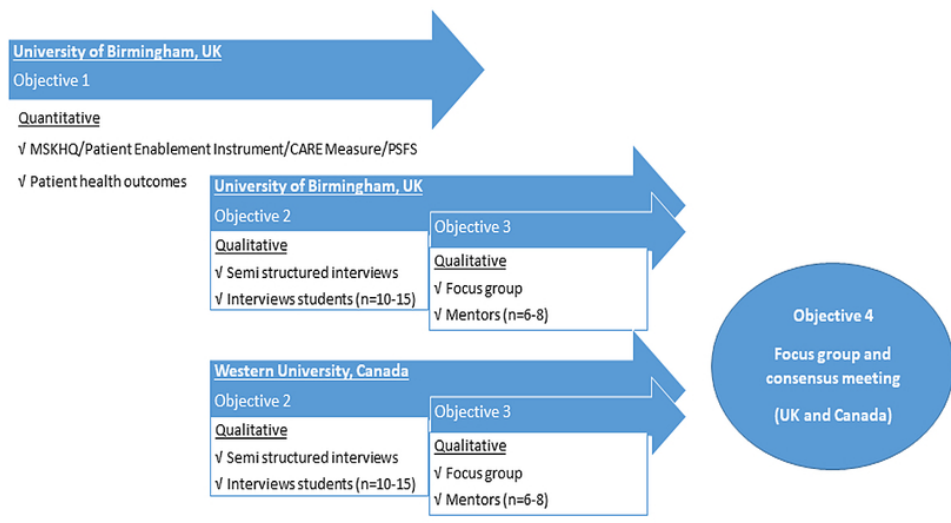 University of Birmingham, UK
Objective 1
Quantitative
√ MSKHQ/Patient Enablement Instrument/CARE Measure/PSFS
√ Patient health outcomes
University of Birmingham, UK
Objective 2
Qualitative
√ Semi structured interviews
√ Interviews students (n=10-15)
Objective 3
Qualitative
√ Focus group
√ Mentors (n=6-8)
Western University, Canada
Objective 2
Qualitative
√ Semi structured interviews
√ Interviews students (n=10-15)
Objective 3
Qualitative
√ Focus group
√ Mentors (n=6-8)
Objective 4
Focus group and
consensus meeting
(UK and Canada)